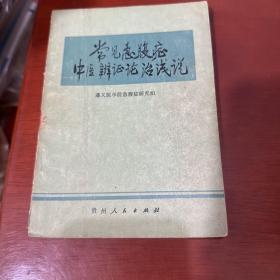 常见急腹症
中医辨证论治浅说
遵义医学院急腹症研究组
贵州人民出版社